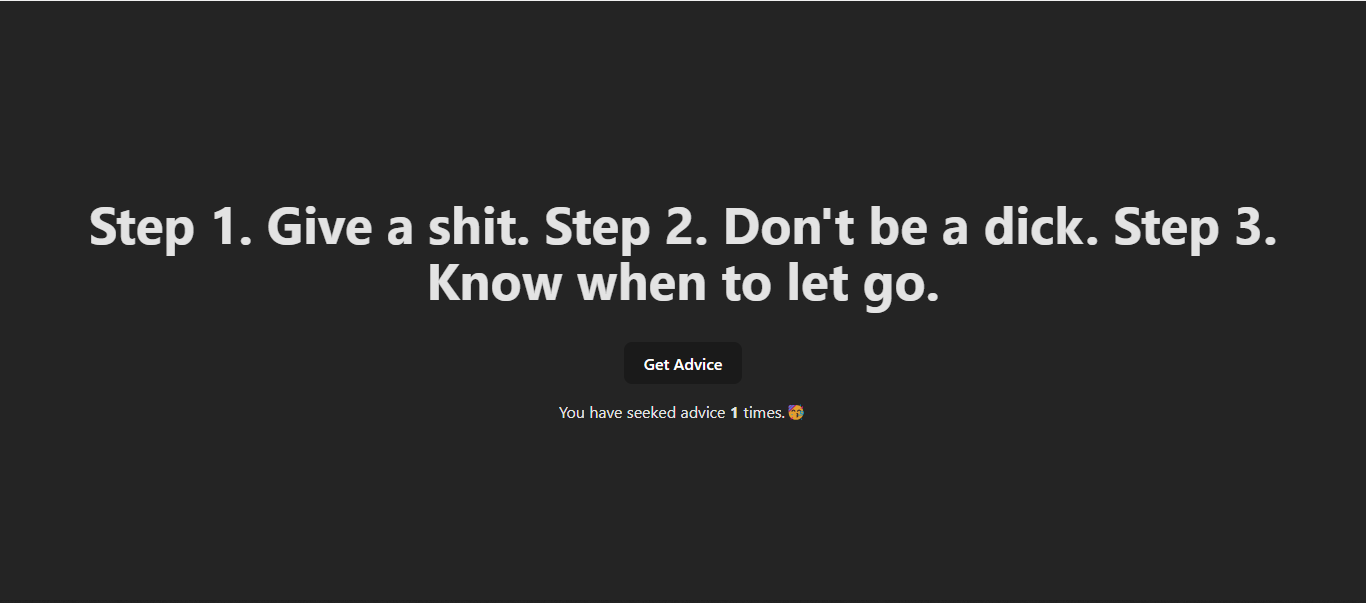 Step 1. Give a shit. Step 2. Don't be a dick. Step 3.
Know when to let go.
Get Advice
You have seeked advice 1 times.🥳